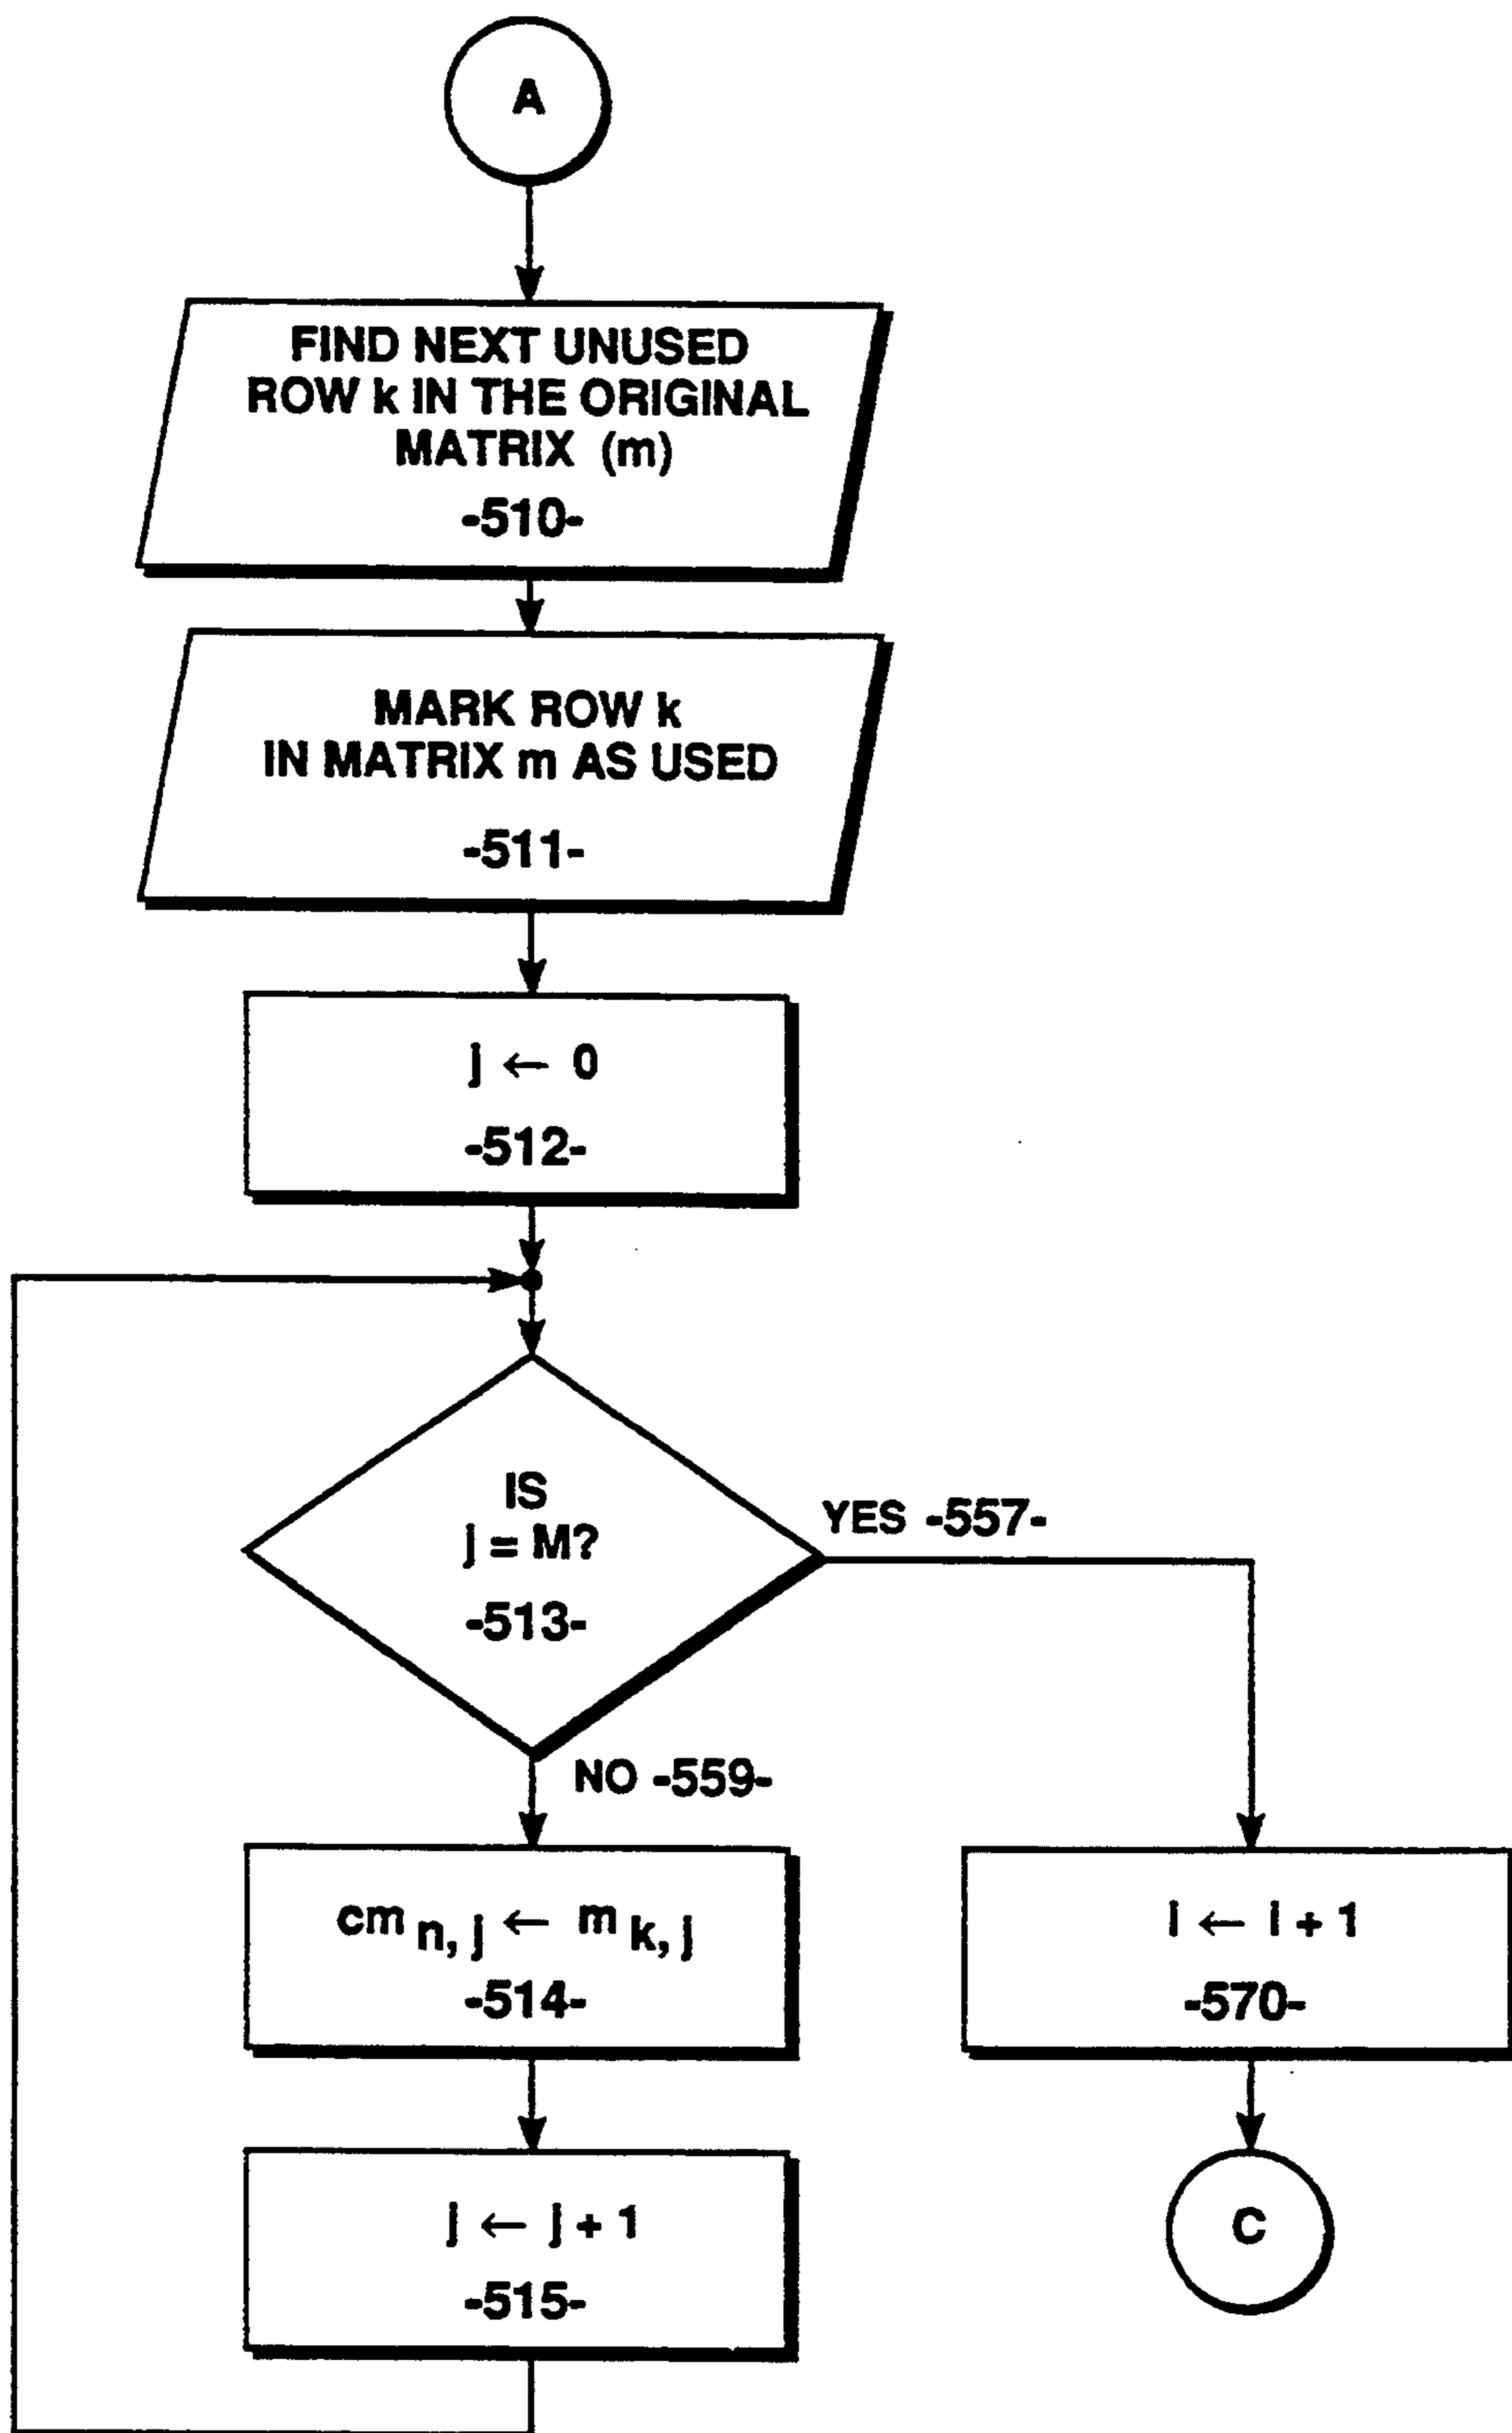 A
FIND NEXT UNUSED
ROW k IN THE ORIGINAL
MATRIX (m)
-510-
MARK ROW k
IN MATRIX m AS USED
-511-
j ← 0
-512-
IS
j = M?
-513-
YES -557-
NO -559-
cm n, j ← m k, j
-514-
i ← i + 1
-570-
j ← j + 1
-515-
C